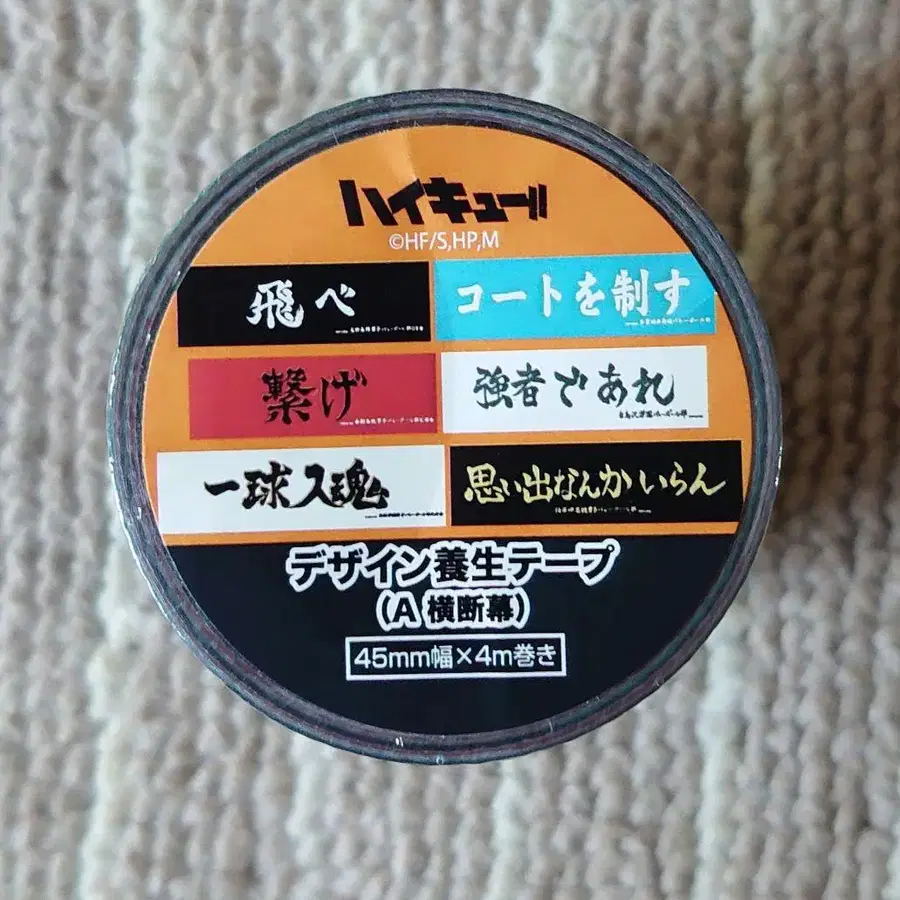 ハイキュー!!
©HF/S,HP,M
飛べ
コートを制す
繋げ
強者であれ
一球入魂
思い出なんかいらん
デザイン養生テープ
(A 横断幕)
45mm幅×4m巻き